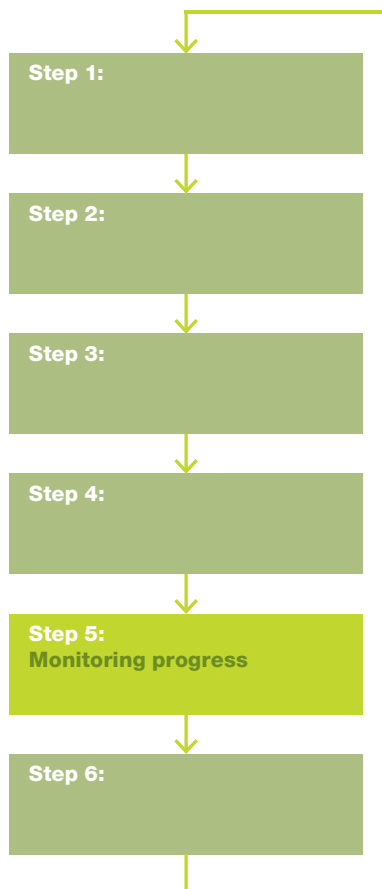 Step 1:
Step 2:
Step 3:
Step 4:
Step 5:
Monitoring progress
Step 6: